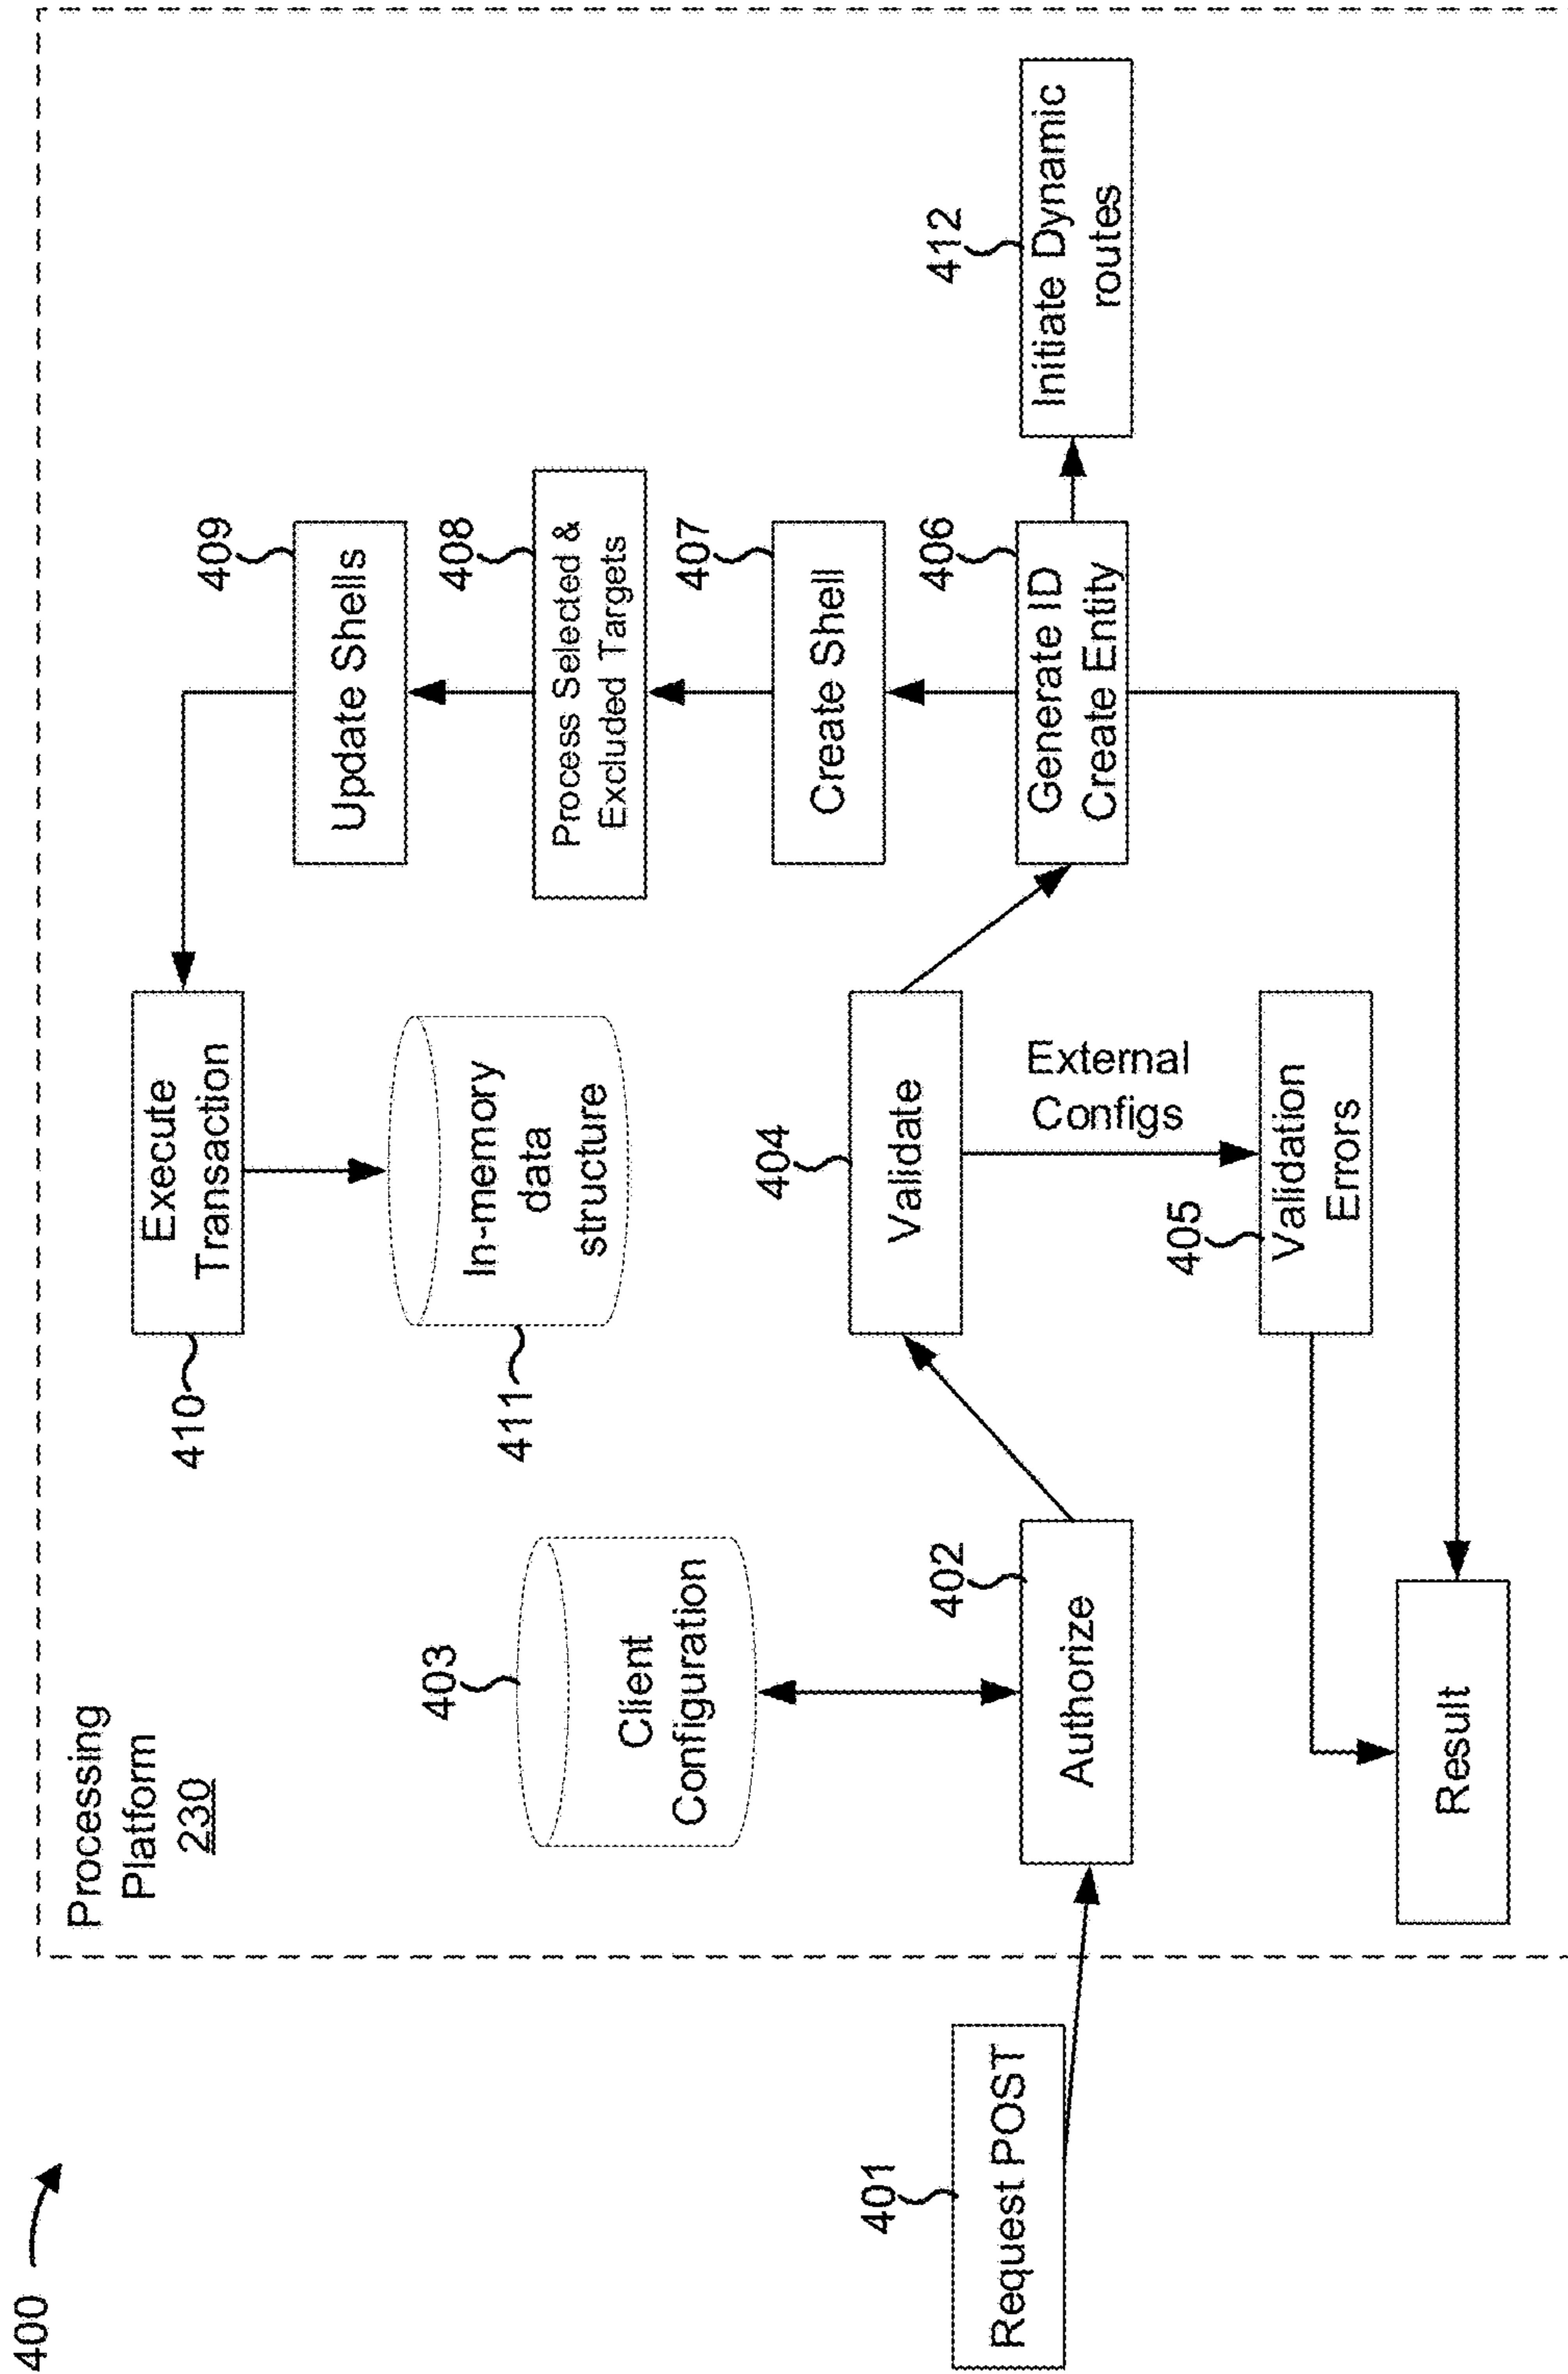 400
Processing
Platform
230
401
Request POST
403
Client
Configuration
402
Authorize
Result
410
Execute
Transaction
411
In-memory
data
structure
404
Validate
External
Configs
405
Validation
Errors
409
Update Shells
408
Process Selected &
Excluded Targets
407
Create Shell
406
Generate ID
Create Entity
412
Initiate Dynamic
routes